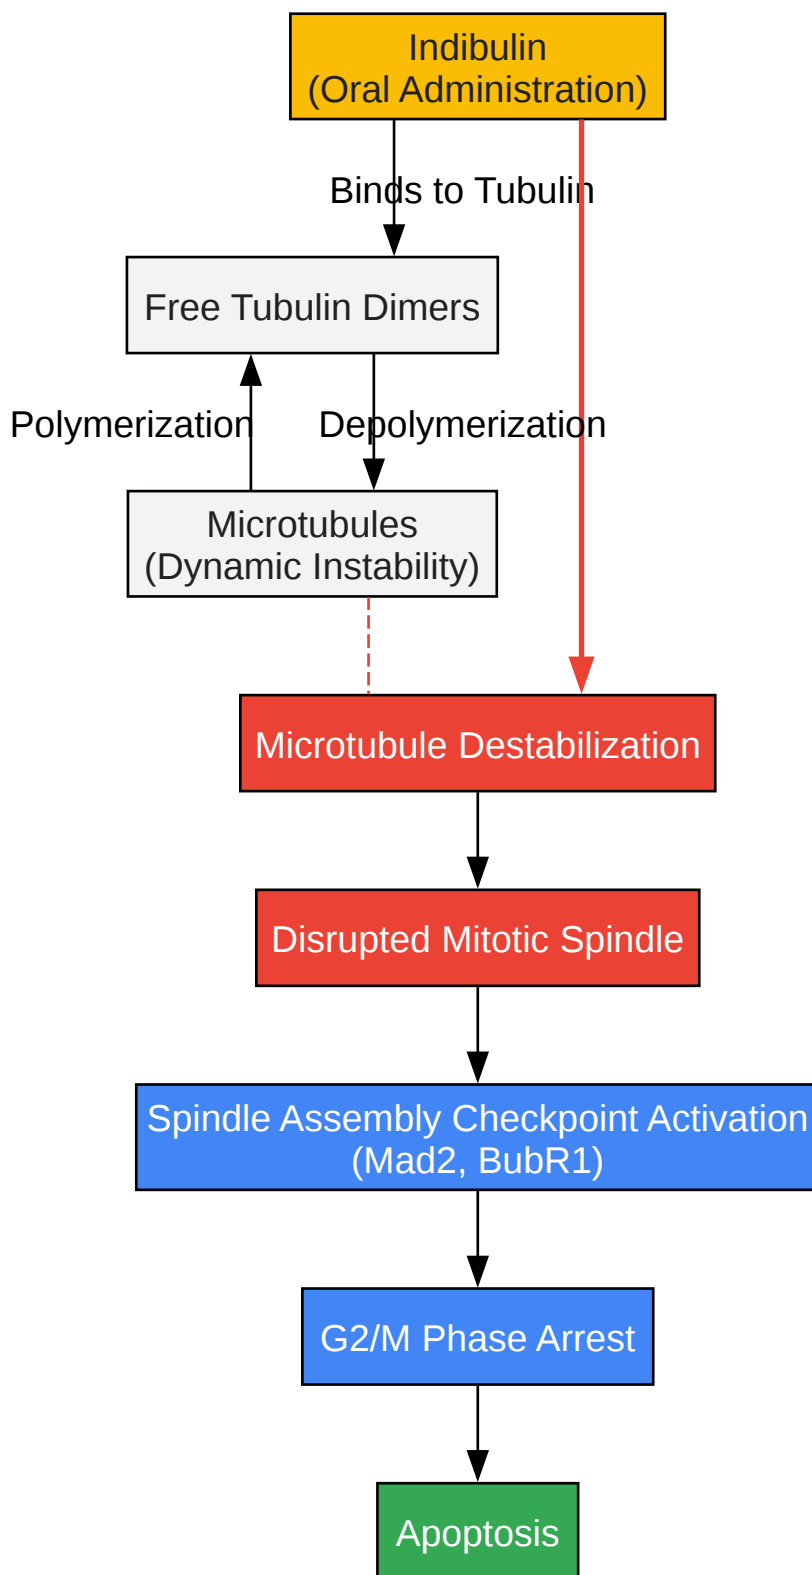 Indibulin
(Oral Administration)
Binds to Tubulin
Free Tubulin Dimers
Polymerization
Depolymerization
Microtubules
(Dynamic Instability)
Microtubule Destabilization
Disrupted Mitotic Spindle
Spindle Assembly Checkpoint Activation
(Mad2, BubR1)
G2/M Phase Arrest
Apoptosis